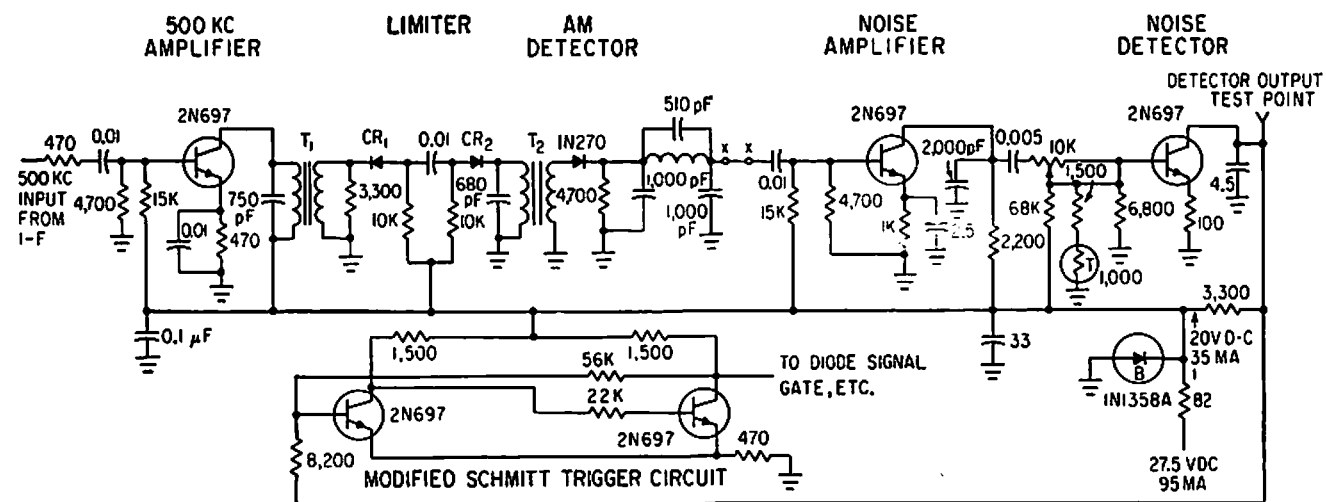 500 KC
AMPLIFIER
LIMITER
AM
DETECTOR
NOISE
AMPLIFIER
NOISE
DETECTOR
DETECTOR OUTPUT
TEST POINT
2N697
470
0.01
500 KC
INPUT
FROM
I-F
4,700
15K
0.01
470
750
pF
T1
CR1
3,300
10K
0.01
CR2
680
pF
10K
T2
1N270
4,700
510 pF
1,000 pF
1,000
pF
x x
0.01
15K
4,700
2N697
1K
2.5
2,000pF
0.005
2,200
10K
1,500
68K
T
1,000
6,800
2N697
4.5
100
0.1 μF
33
3,300
20V D-C
35 MA
B
1N1358A
82
27.5 VDC
95 MA
1,500
1,500
56K
22K
TO DIODE SIGNAL
GATE, ETC.
2N697
2N697
470
8,200
MODIFIED SCHMITT TRIGGER CIRCUIT